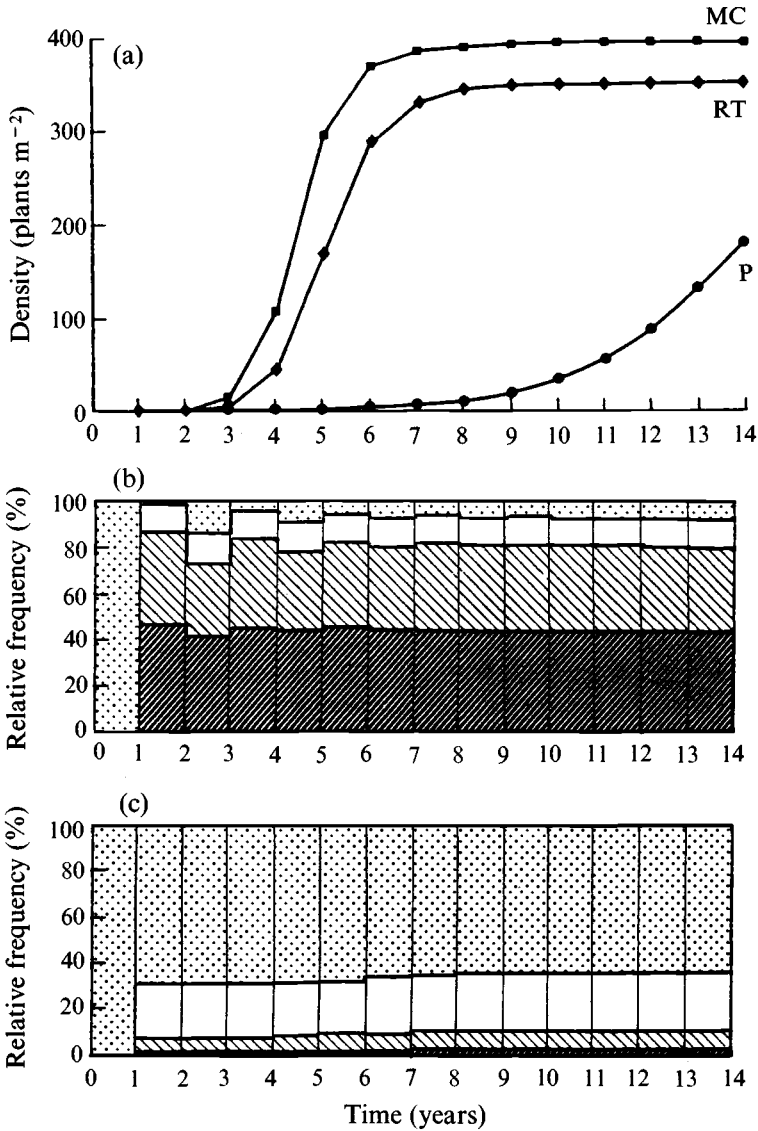 MC
(a)
400
300
200
100
0
Density (plants m⁻²)
RT
P
0 1 2 3 4 5 6 7 8 9 10 11 12 13 14
(b)
100
80
60
40
20
0
Relative frequency (%)
0 1 2 3 4 5 6 7 8 9 10 11 12 13 14
(c)
100
80
60
40
20
0
Relative frequency (%)
0 1 2 3 4 5 6 7 8 9 10 11 12 13 14
Time (years)